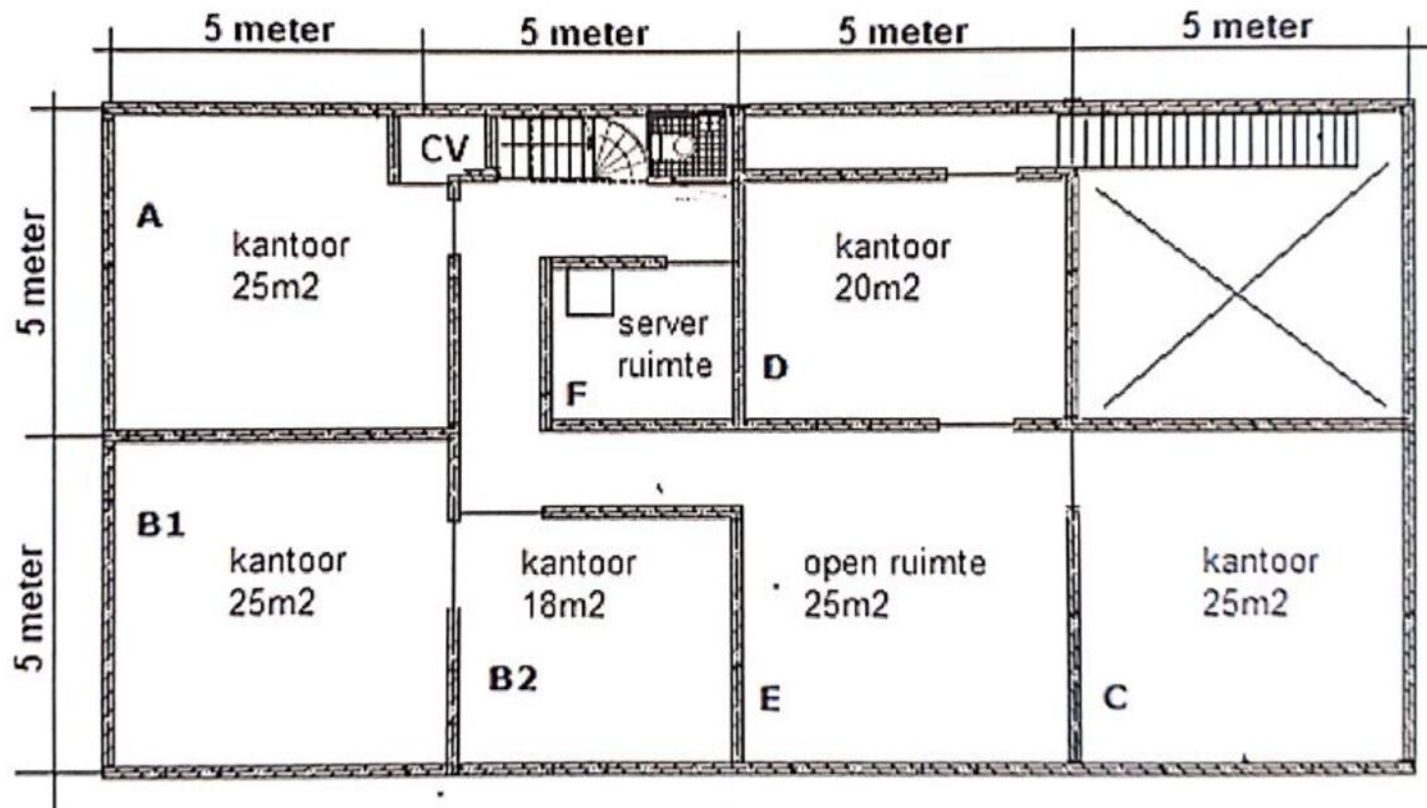 5 meter
5 meter
5 meter
5 meter
5 meter
5 meter
CV
A
kantoor
25m2
server
ruimte
F
kantoor
20m2
D
B1
kantoor
25m2
kantoor
18m2
B2
open ruimte
25m2
E
kantoor
25m2
C